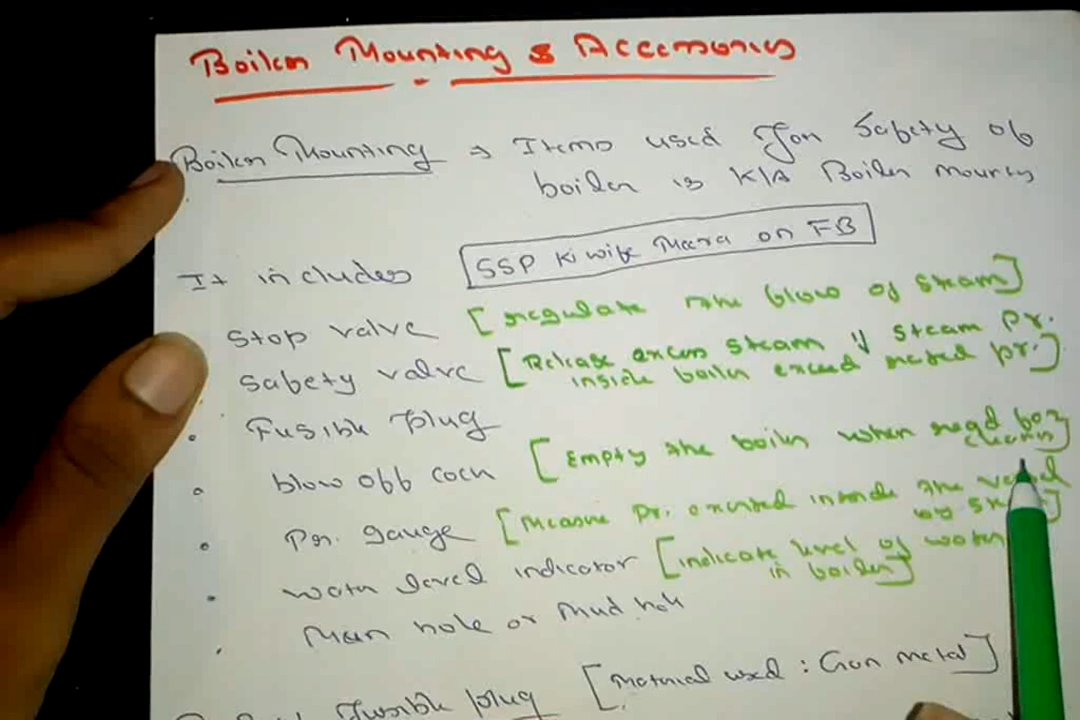 Boiler Mounting & Accessories
Boiler Mounting → Items used for Safety of
boiler is K/A Boiler mounting
It includes [SSP Ki wife Meera on FB]
Stop valve [regulate the flow of steam]
Safety valve [Release excess steam if steam pr.
inside boiler exceed rated pr.]
• Fusible plug
• blow off cock [Empty the boiler when reqd for
cleanin]
• Pr. gauge [Measure Pr. exerted inside the vessel
by st]
• Water level indicator [indicate level of water
in boiler]
• Man hole or Mud hole
Fusible plug [Material used : Gun metal]